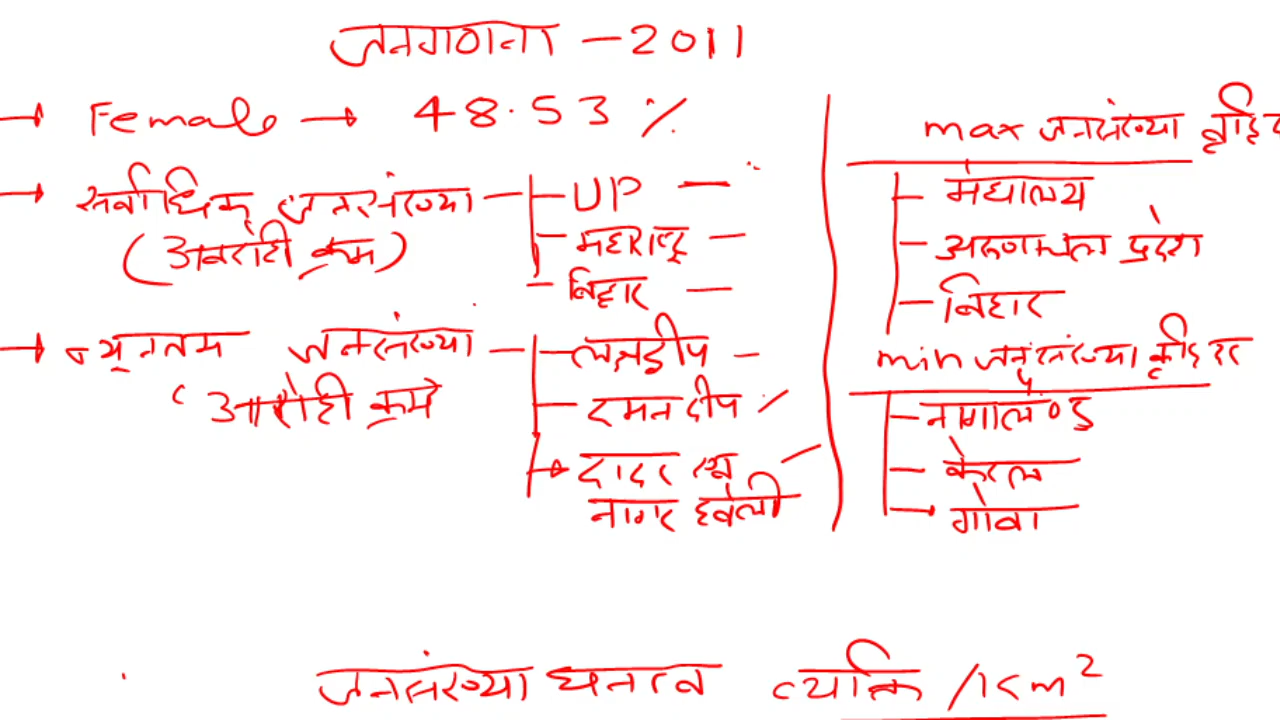 जनगणना - 2011
→ Female → 48.53 %
→ सर्वाधिक जनसंख्या - UP -
(अवरोही क्रम) - महाराष्ट्र -
- बिहार -
→ न्यूनतम जनसंख्या - लक्षद्वीप -
( आरोही क्रम - दमन दीप
→ दादर एव
नागर हवेली
max जनसंख्या वृद्धि दर
- मेघालय
- अरुणाचल प्रदेश
- बिहार
min जनसंख्या वृद्धि दर
- नागालैण्ड
- केरल
- गोवा
जनसंख्या घनत्व व्यक्ति /km²